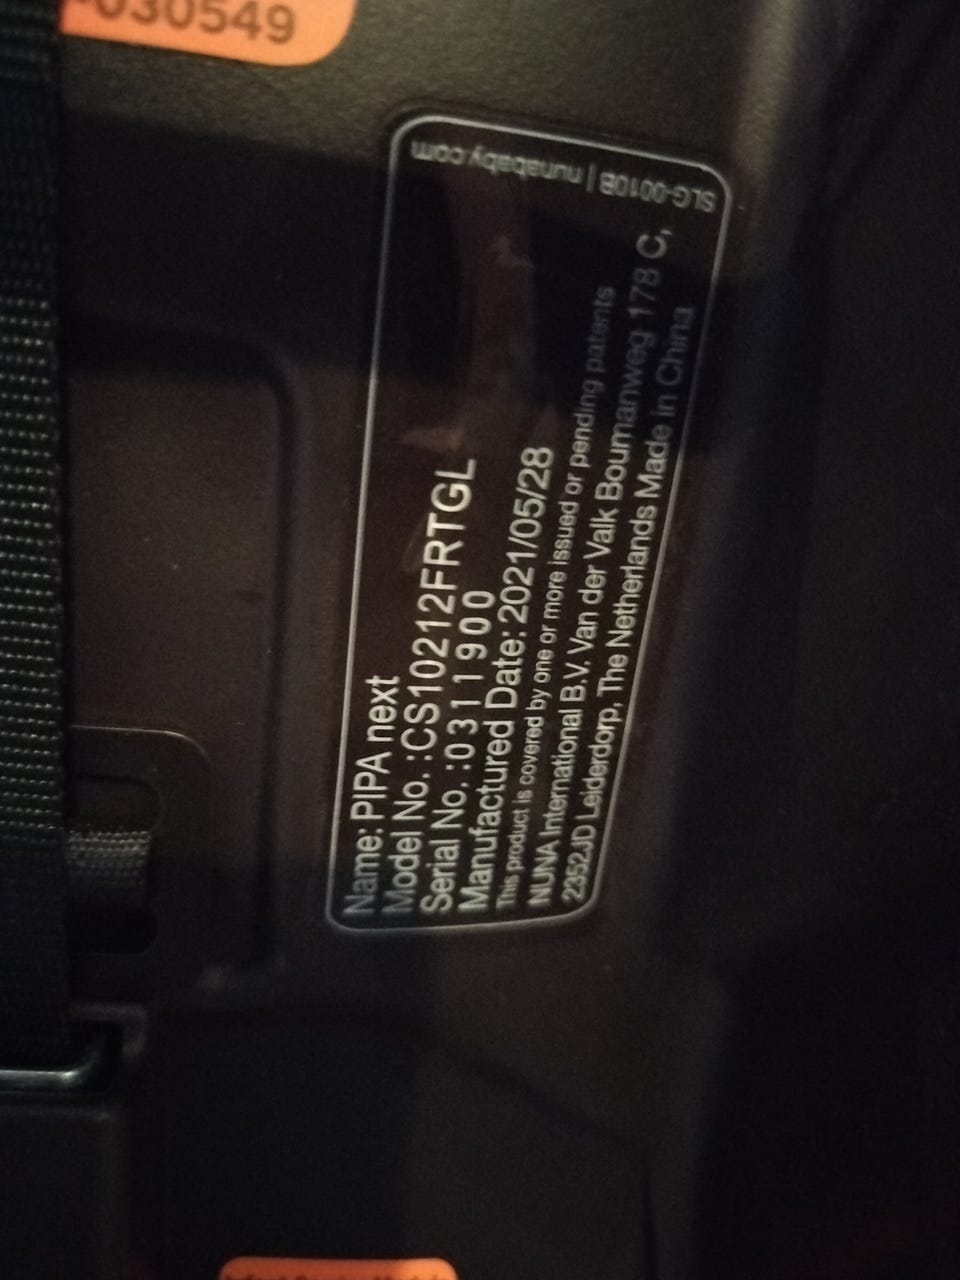 030549
Name: PIPA next
Model No. :CS10212FRTGL
Serial No. :0311900
Manufactured Date: 2021/05/28
This product is covered by one or more issued or pending patents
NUNA International B.V. Van der Valk Boumanweg 178 C,
2352JD Leiderdorp, The Netherlands Made in China
SLG-0010B | nunababy.com